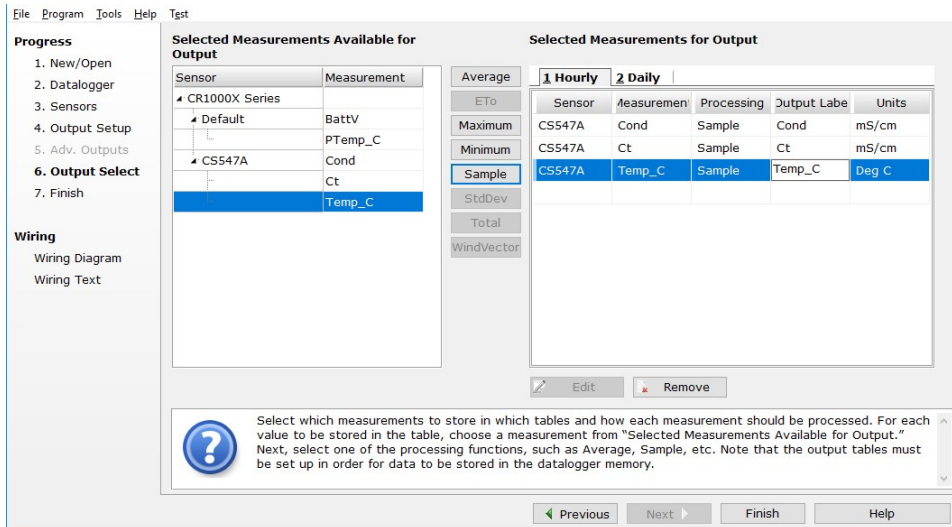 File Program Tools Help Test
Progress
1. New/Open
2. Datalogger
3. Sensors
4. Output Setup
5. Adv. Outputs
6. Output Select
7. Finish
Wiring
Wiring Diagram
Wiring Text
Selected Measurements Available for
Output
Sensor Measurement
CR1000X Series
Default BattV
PTemp_C
CS547A Cond
Ct
Temp_C
Average
ETo
Maximum
Minimum
Sample
StdDev
Total
WindVector
Selected Measurements for Output
1 Hourly 2 Daily
Sensor Measurement Processing Output Labe Units
CS547A Cond Sample Cond mS/cm
CS547A Ct Sample Ct mS/cm
CS547A Temp_C Sample Temp_C Deg C
Edit Remove
Select which measurements to store in which tables and how each measurement should be processed. For each
value to be stored in the table, choose a measurement from “Selected Measurements Available for Output.”
Next, select one of the processing functions, such as Average, Sample, etc. Note that the output tables must
be set up in order for data to be stored in the datalogger memory.
Previous Next Finish Help